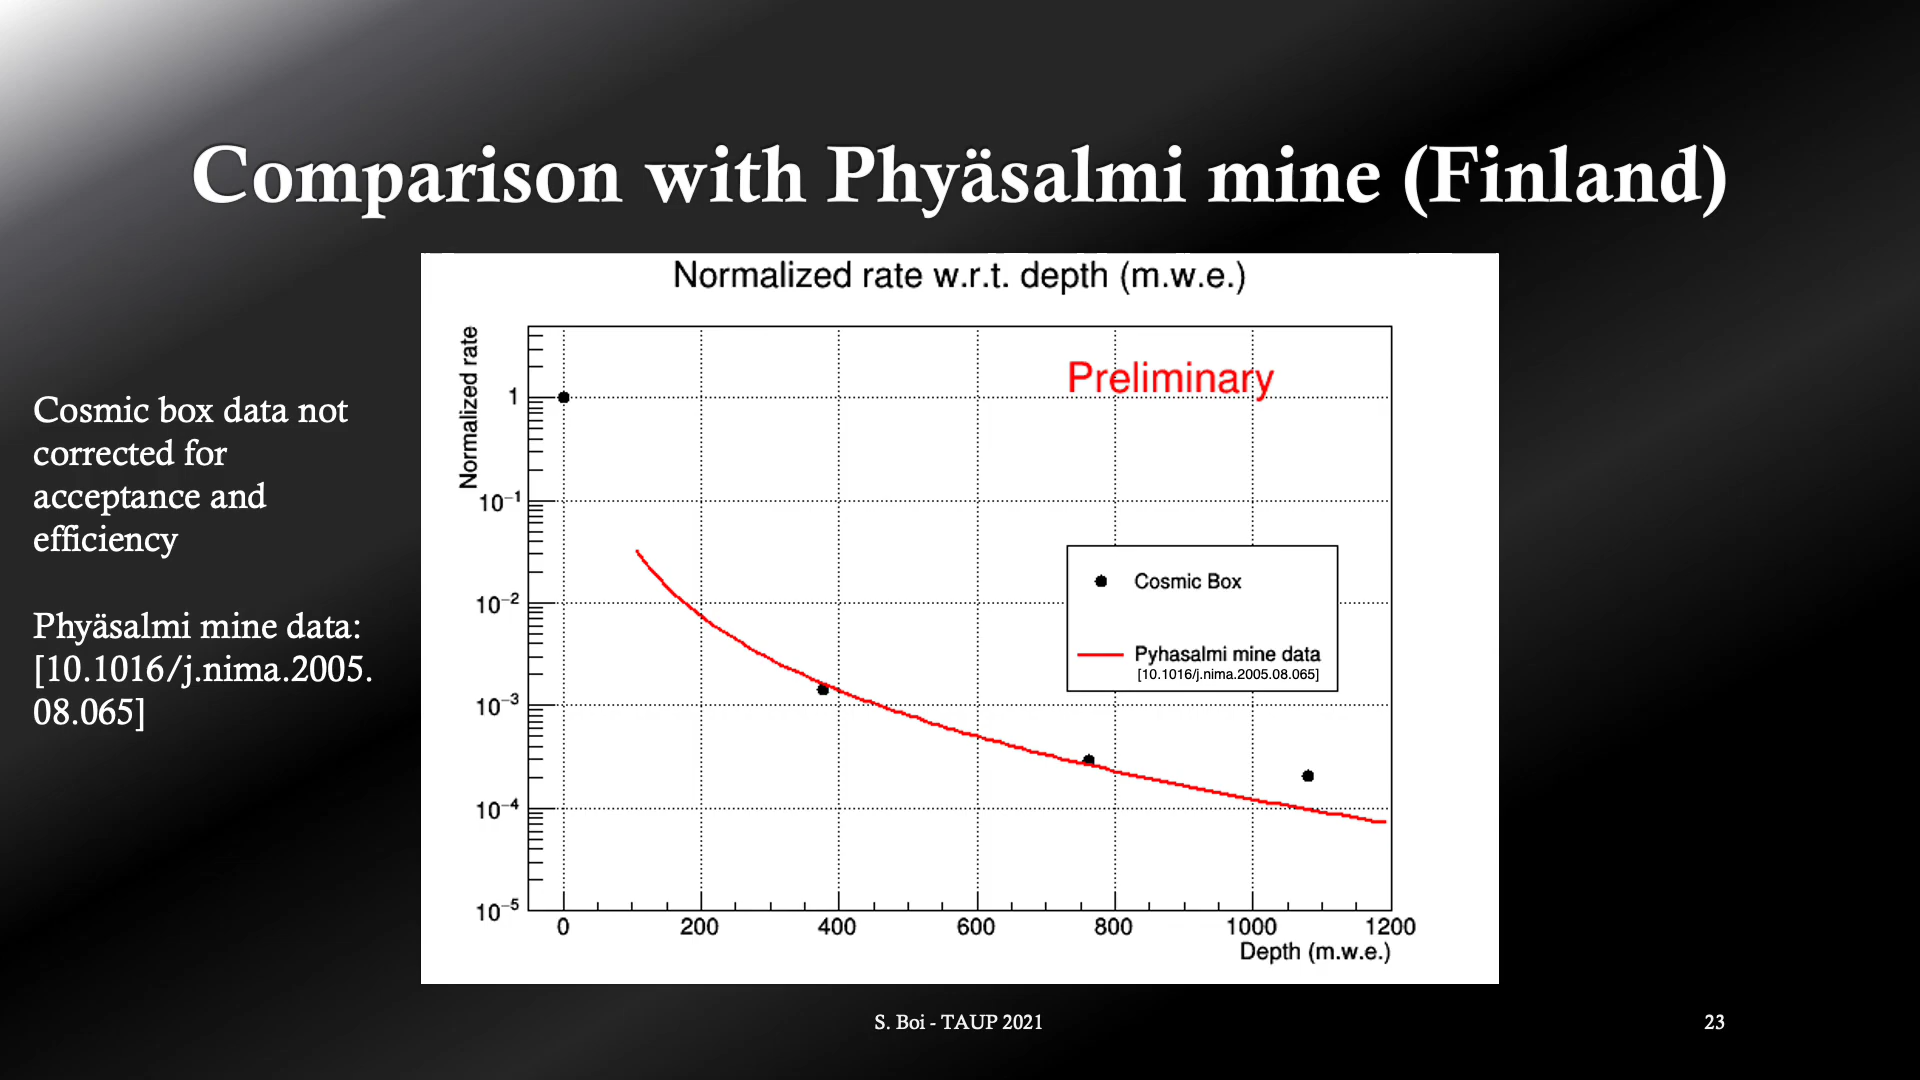 Comparison with Phyäsalmi mine (Finland)
Cosmic box data not
corrected for
acceptance and
efficiency
Phyäsalmi mine data:
[10.1016/j.nima.2005.
08.065]
Normalized rate w.r.t. depth (m.w.e.)
Normalized rate
Preliminary
1
10⁻¹
10⁻²
10⁻³
10⁻⁴
10⁻⁵
Cosmic Box
Pyhasalmi mine data
[10.1016/j.nima.2005.08.065]
0 200 400 600 800 1000 1200
Depth (m.w.e.)
S. Boi - TAUP 2021
23